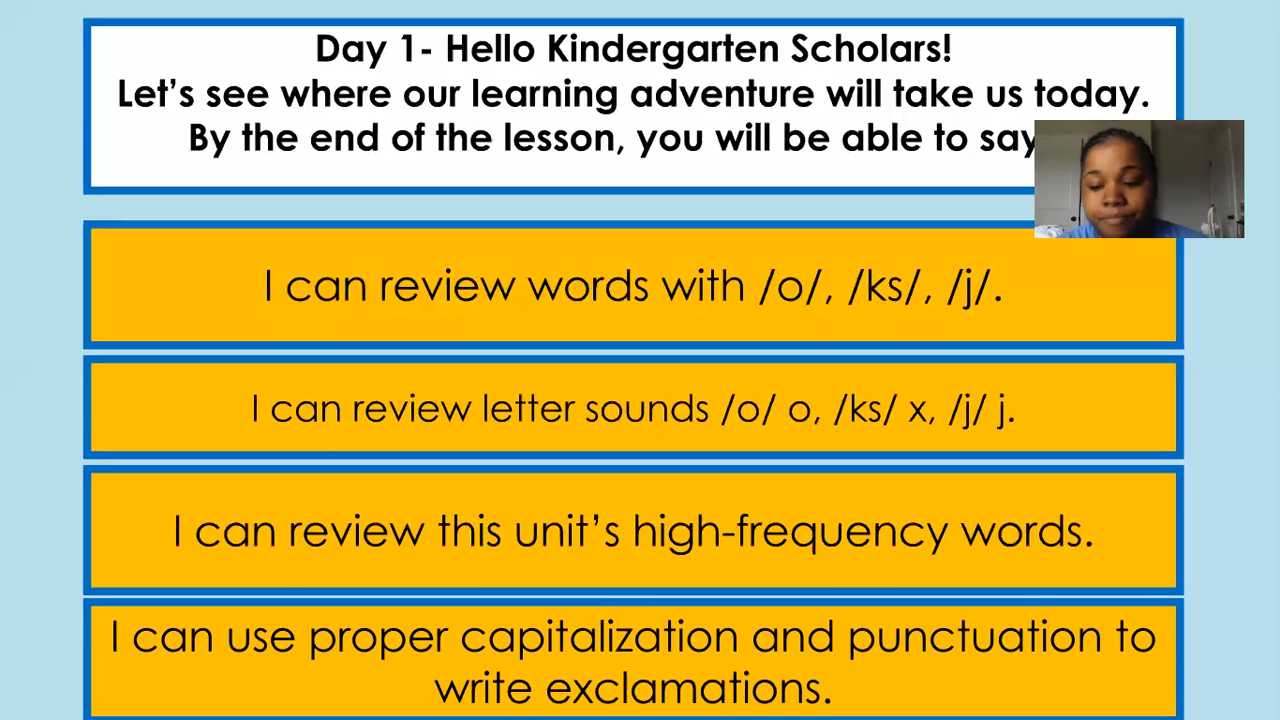 Day 1- Hello Kindergarten Scholars!
Let’s see where our learning adventure will take us today.
By the end of the lesson, you will be able to say
I can review words with /o/, /ks/, /j/.
I can review letter sounds /o/ o, /ks/ x, /j/ j.
I can review this unit’s high-frequency words.
I can use proper capitalization and punctuation to
write exclamations.